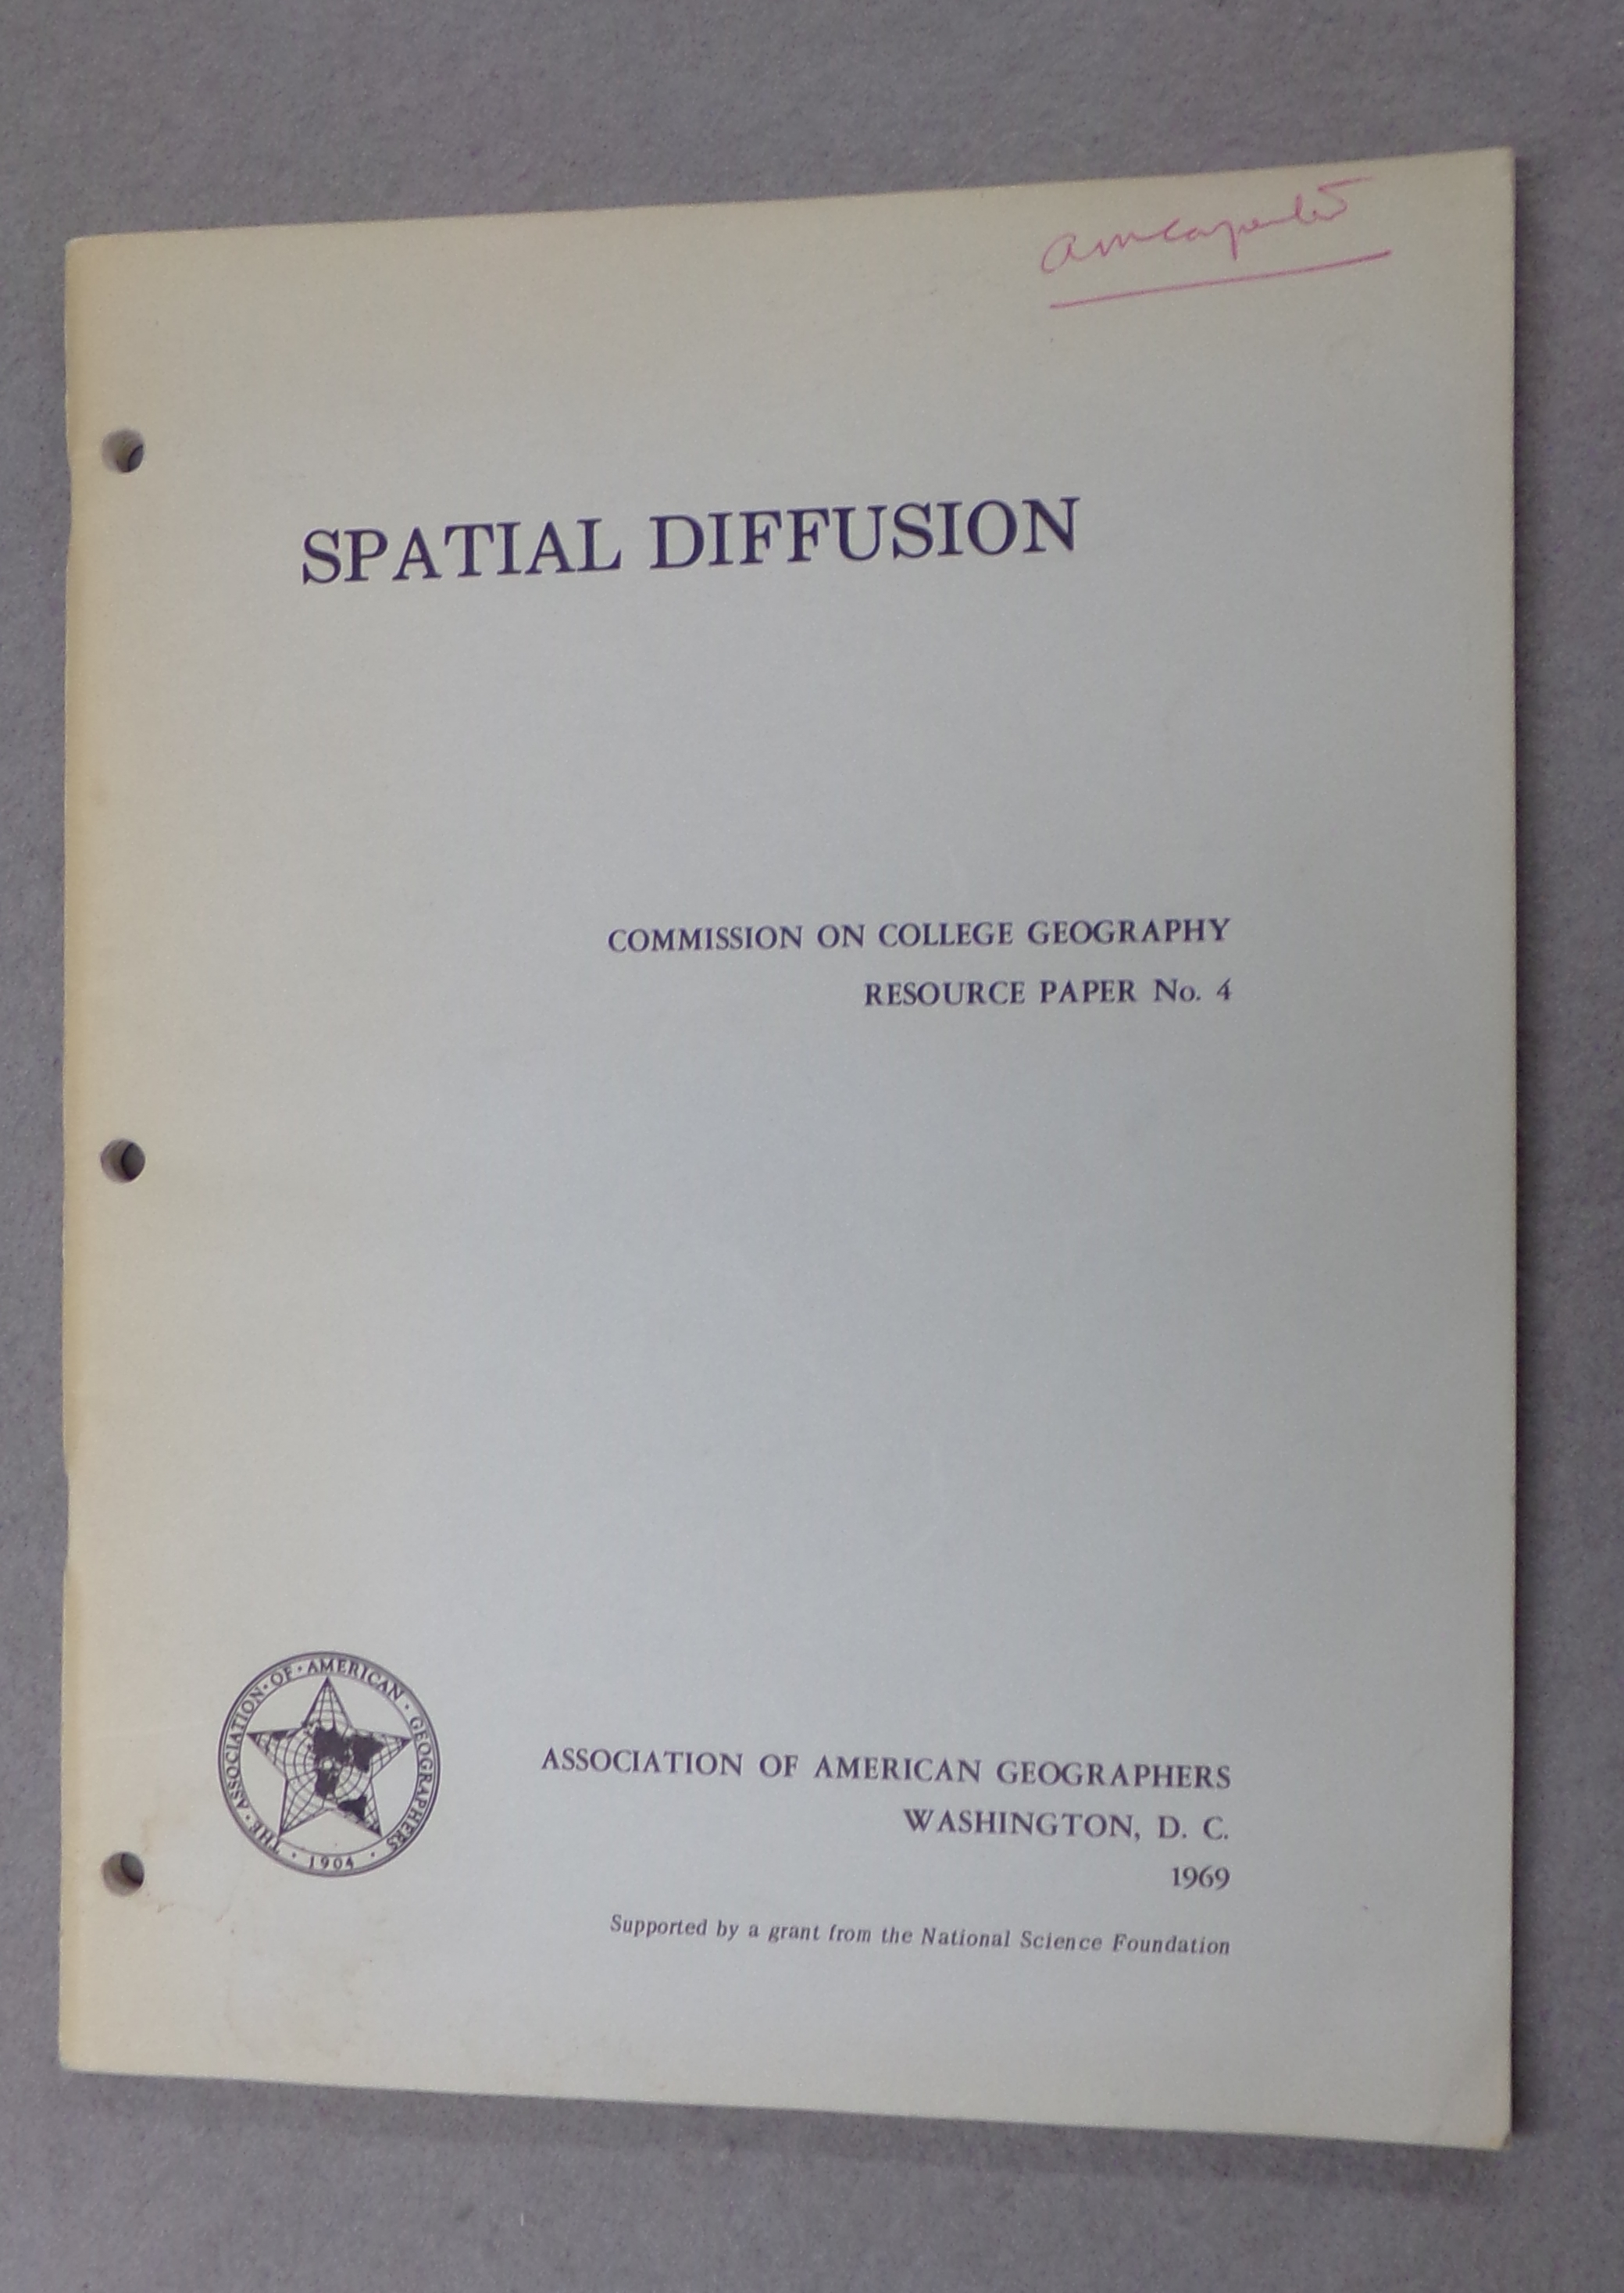 SPATIAL DIFFUSION
COMMISSION ON COLLEGE GEOGRAPHY
RESOURCE PAPER No. 4
THE · ASSOCIATION · OF · AMERICAN · GEOGRAPHERS
· 1904 ·
ASSOCIATION OF AMERICAN GEOGRAPHERS
WASHINGTON, D. C.
1969
Supported by a grant from the National Science Foundation